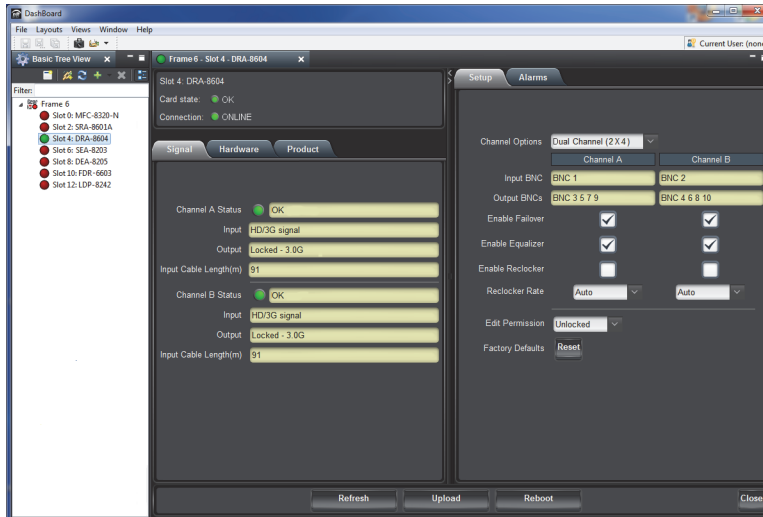 DashBoard
File Layouts Views Window Help
Current User: (none
Basic Tree View
Filter:
Frame 6
Slot 0: MFC-8320-N
Slot 2: SRA-8601A
Slot 4: DRA-8604
Slot 6: SEA-8203
Slot 8: DEA-8205
Slot 10: FDR-6603
Slot 12: LDP-8242
Frame 6 - Slot 4 - DRA-8604
Slot 4: DRA-8604
Card state: OK
Connection: ONLINE
Signal Hardware Product
Channel A Status OK
Input HD/3G signal
Output Locked - 3.0G
Input Cable Length(m) 91
Channel B Status OK
Input HD/3G signal
Output Locked - 3.0G
Input Cable Length(m) 91
Setup Alarms
Channel Options Dual Channel (2 X 4)
Channel A Channel B
Input BNC BNC 1 BNC 2
Output BNCs BNC 3 5 7 9 BNC 4 6 8 10
Enable Failover
Enable Equalizer
Enable Reclocker
Reclocker Rate Auto Auto
Edit Permission Unlocked
Factory Defaults Reset
Refresh Upload Reboot Close